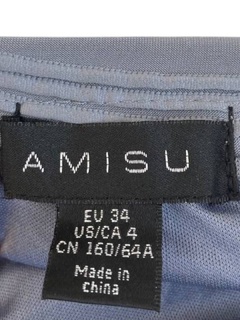 AMISU
EU 34
US/CA 4
CN 160/64A
Made in
China